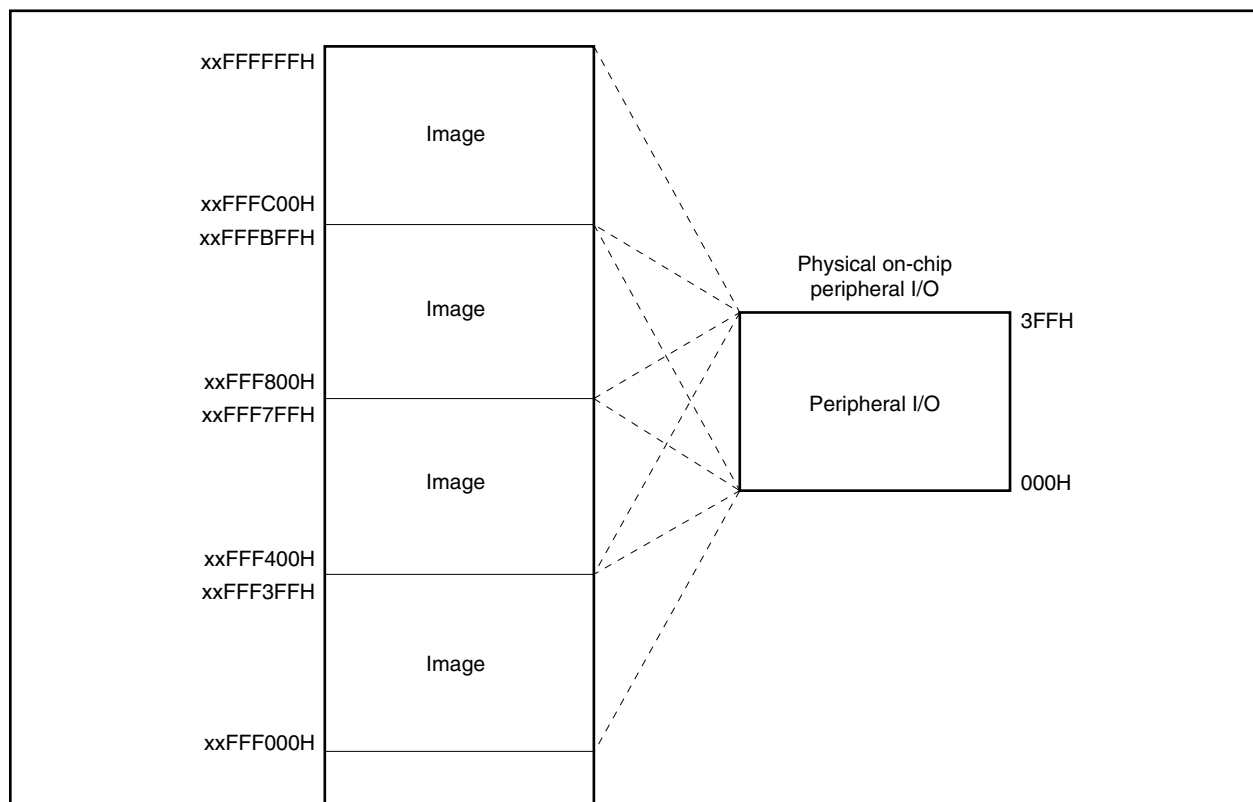 xxFFFFFFH
Image
xxFFFC00H
xxFFFBFFH
Image
xxFFF800H
xxFFF7FFH
Image
xxFFF400H
xxFFF3FFH
Image
xxFFF000H
Physical on-chip
peripheral I/O
3FFH
Peripheral I/O
000H